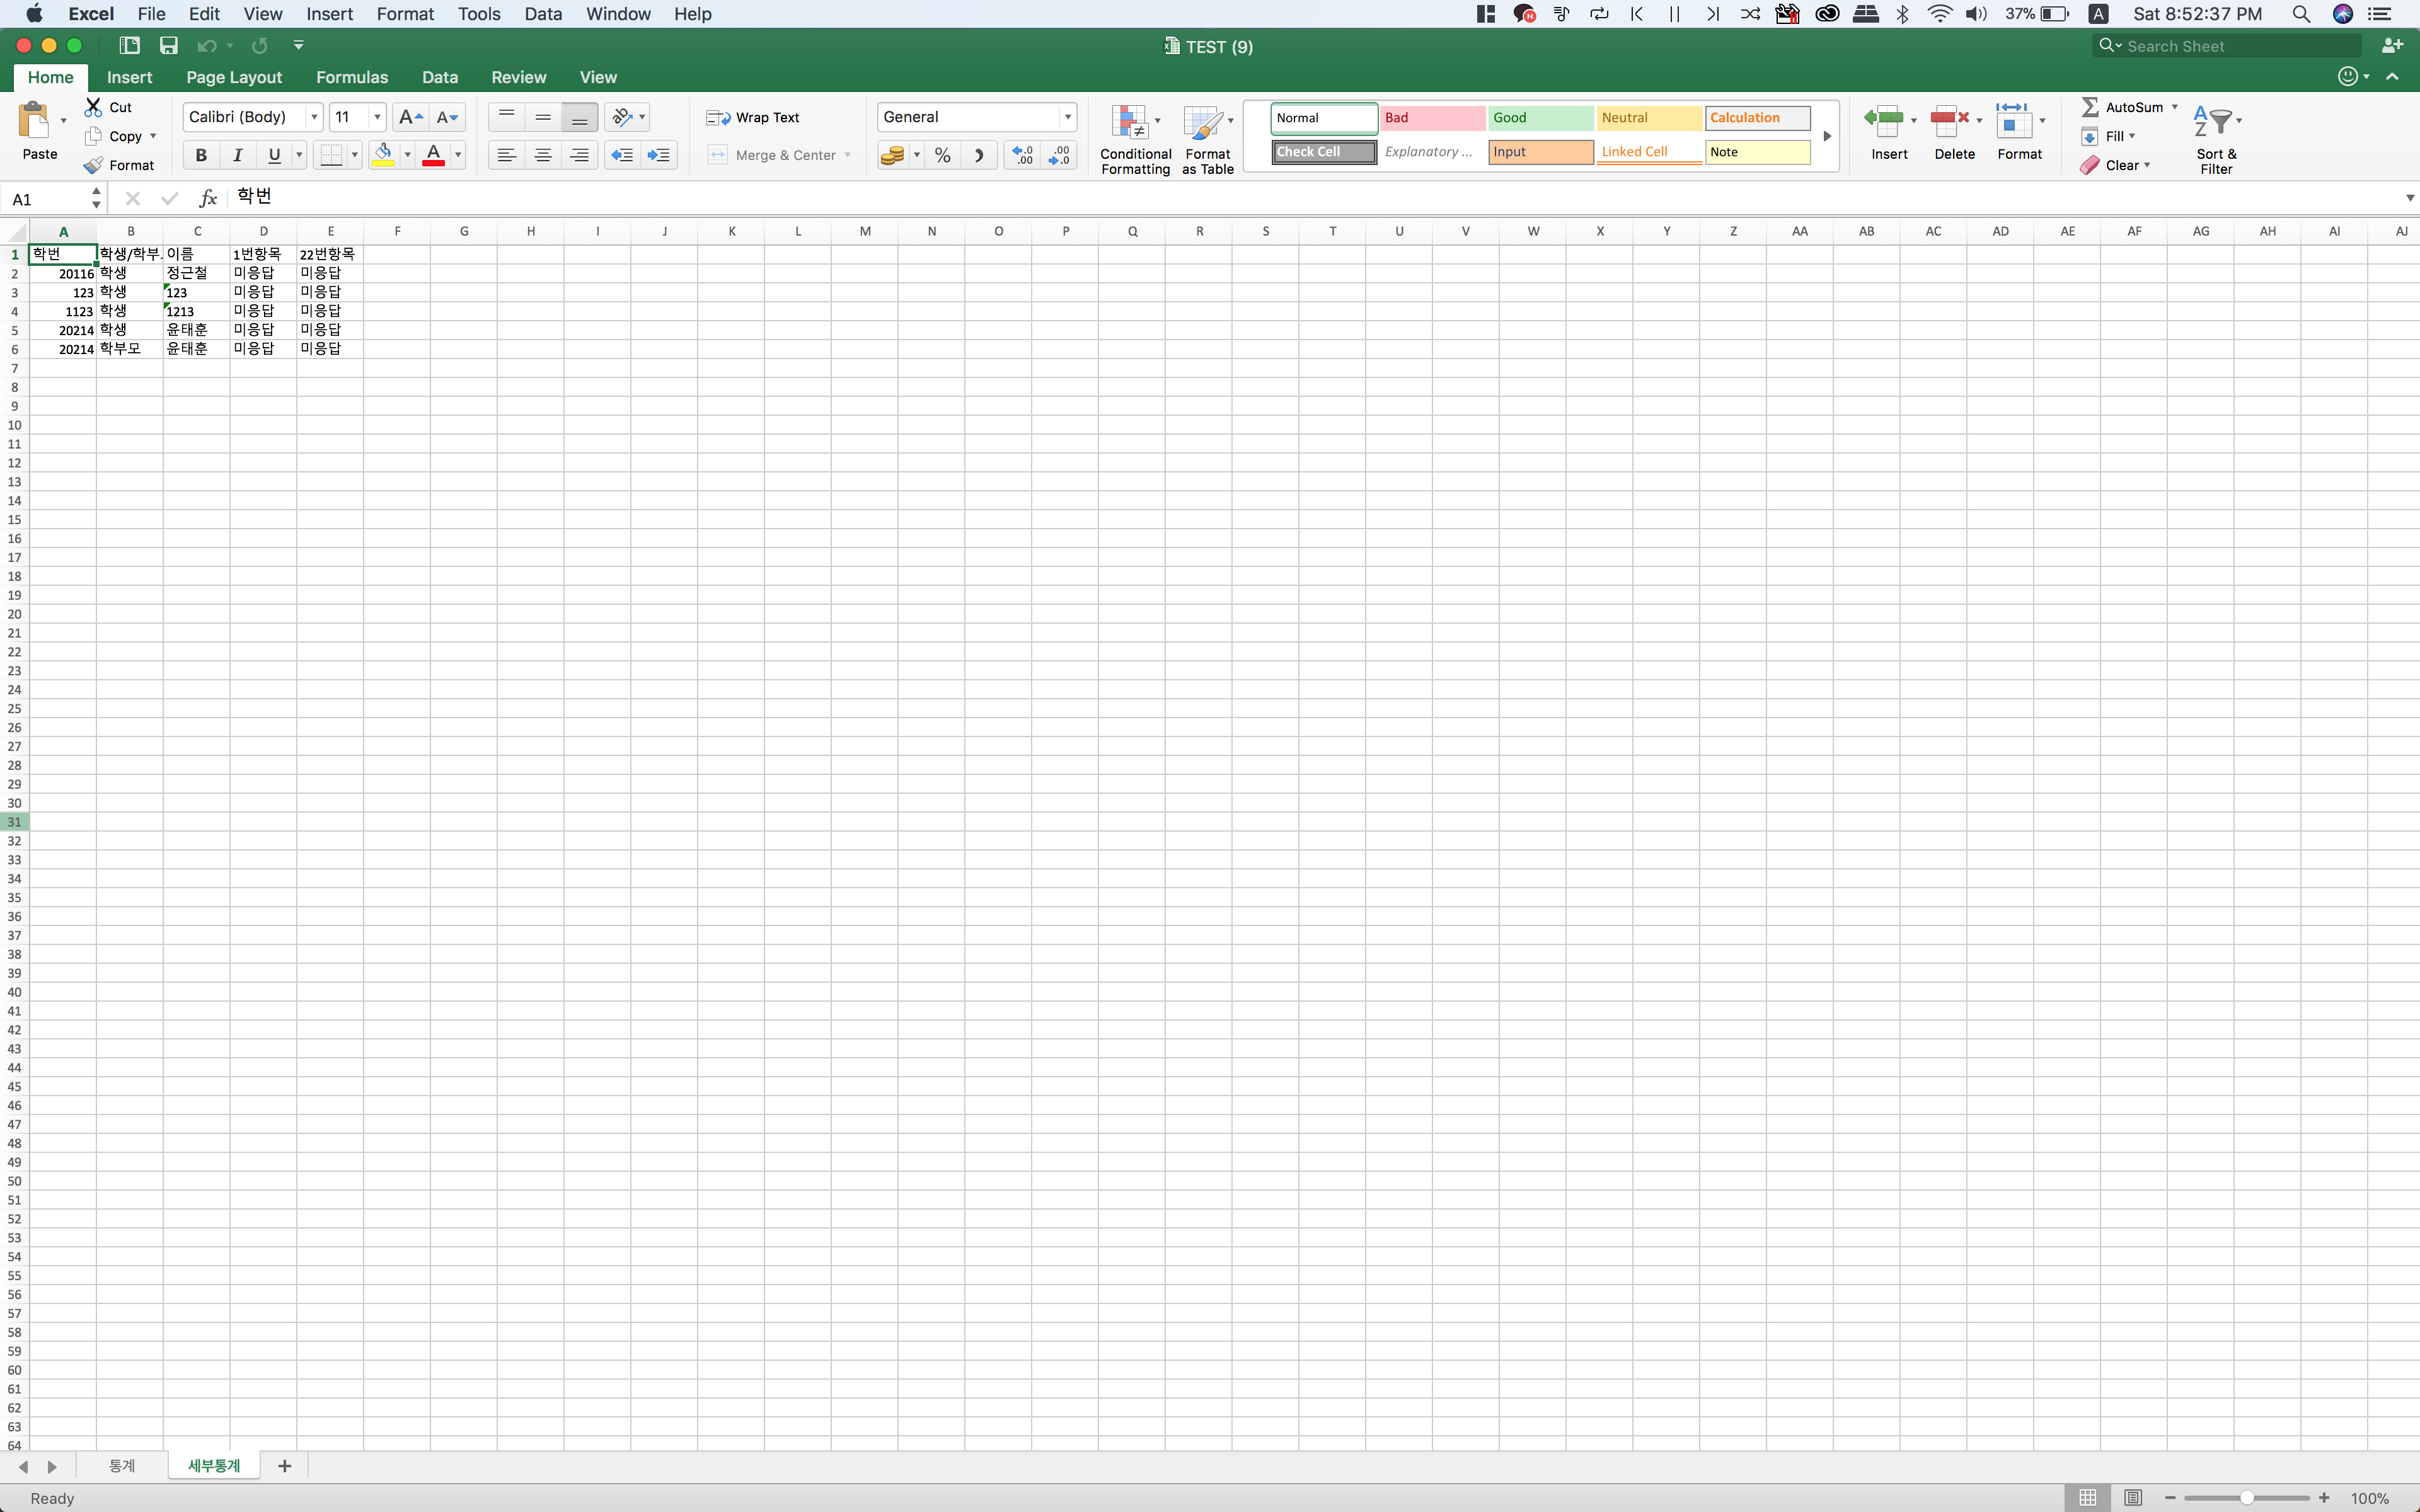 Excel File Edit View Insert Format Tools Data Window Help 37% A Sat 8:52:37 PM
TEST (9)
Search Sheet
Home Insert Page Layout Formulas Data Review View
Paste
Cut
Copy
Format
Calibri (Body) 11
B I U
Wrap Text
Merge & Center
General
Conditional Formatting
Format as Table
Normal Bad Good Neutral Calculation
Check Cell Explanatory ... Input Linked Cell Note
Insert Delete Format
AutoSum
Fill
Clear
Sort & Filter
A1 fx 학번
A B C D E F G H I J K L M N O P Q R S T U V W X Y Z AA AB AC AD AE AF AG AH AI AJ
1 학번 학생/학부. 이름 1번항목 22번항목
2 20116 학생 정근철 미응답 미응답
3 123 학생 123 미응답 미응답
4 1123 학생 1213 미응답 미응답
5 20214 학생 윤태훈 미응답 미응답
6 20214 학부모 윤태훈 미응답 미응답
7
8
9
10
11
12
13
14
15
16
17
18
19
20
21
22
23
24
25
26
27
28
29
30
31
32
33
34
35
36
37
38
39
40
41
42
43
44
45
46
47
48
49
50
51
52
53
54
55
56
57
58
59
60
61
62
63
64
통계 세부통계 +
Ready 100%